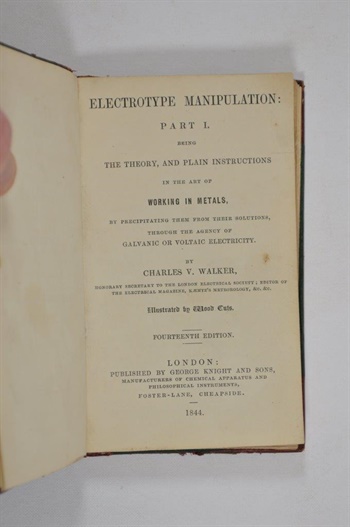 ELECTROTYPE MANIPULATION:
PART I.
BEING
THE THEORY, AND PLAIN INSTRUCTIONS
IN THE ART OF
WORKING IN METALS,
BY PRECIPITATING THEM FROM THEIR SOLUTIONS,
THROUGH THE AGENCY OF
GALVANIC OR VOLTAIC ELECTRICITY.
BY
CHARLES V. WALKER,
HONORARY SECRETARY TO THE LONDON ELECTRICAL SOCIETY; EDITOR OF
THE ELECTRICAL MAGAZINE, KÆMTZ'S METEOROLOGY, &c. &c.
Illustrated by Wood Cuts.
FOURTEENTH EDITION.
LONDON:
PUBLISHED BY GEORGE KNIGHT AND SONS,
MANUFACTURERS OF CHEMICAL APPARATUS AND
PHILOSOPHICAL INSTRUMENTS,
FOSTER-LANE, CHEAPSIDE.
1844.